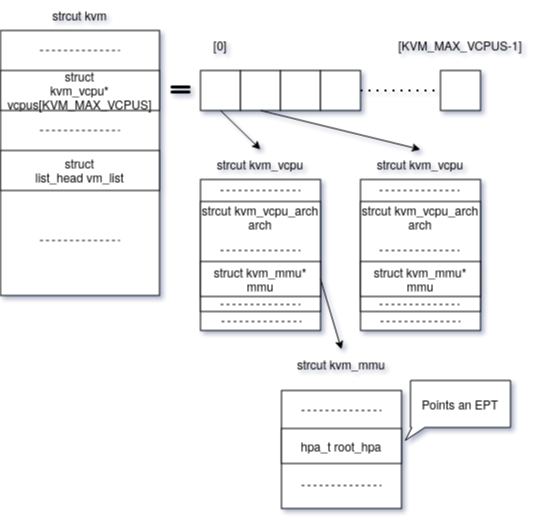 strcut kvm
[0]
[KVM_MAX_VCPUS-1]
struct
kvm_vcpu*
vcpus[KVM_MAX_VCPUS]
=
struct
list_head vm_list
strcut kvm_vcpu
strcut kvm_vcpu
strcut kvm_vcpu_arch
arch
strcut kvm_vcpu_arch
arch
struct kvm_mmu*
mmu
struct kvm_mmu*
mmu
strcut kvm_mmu
Points an EPT
hpa_t root_hpa